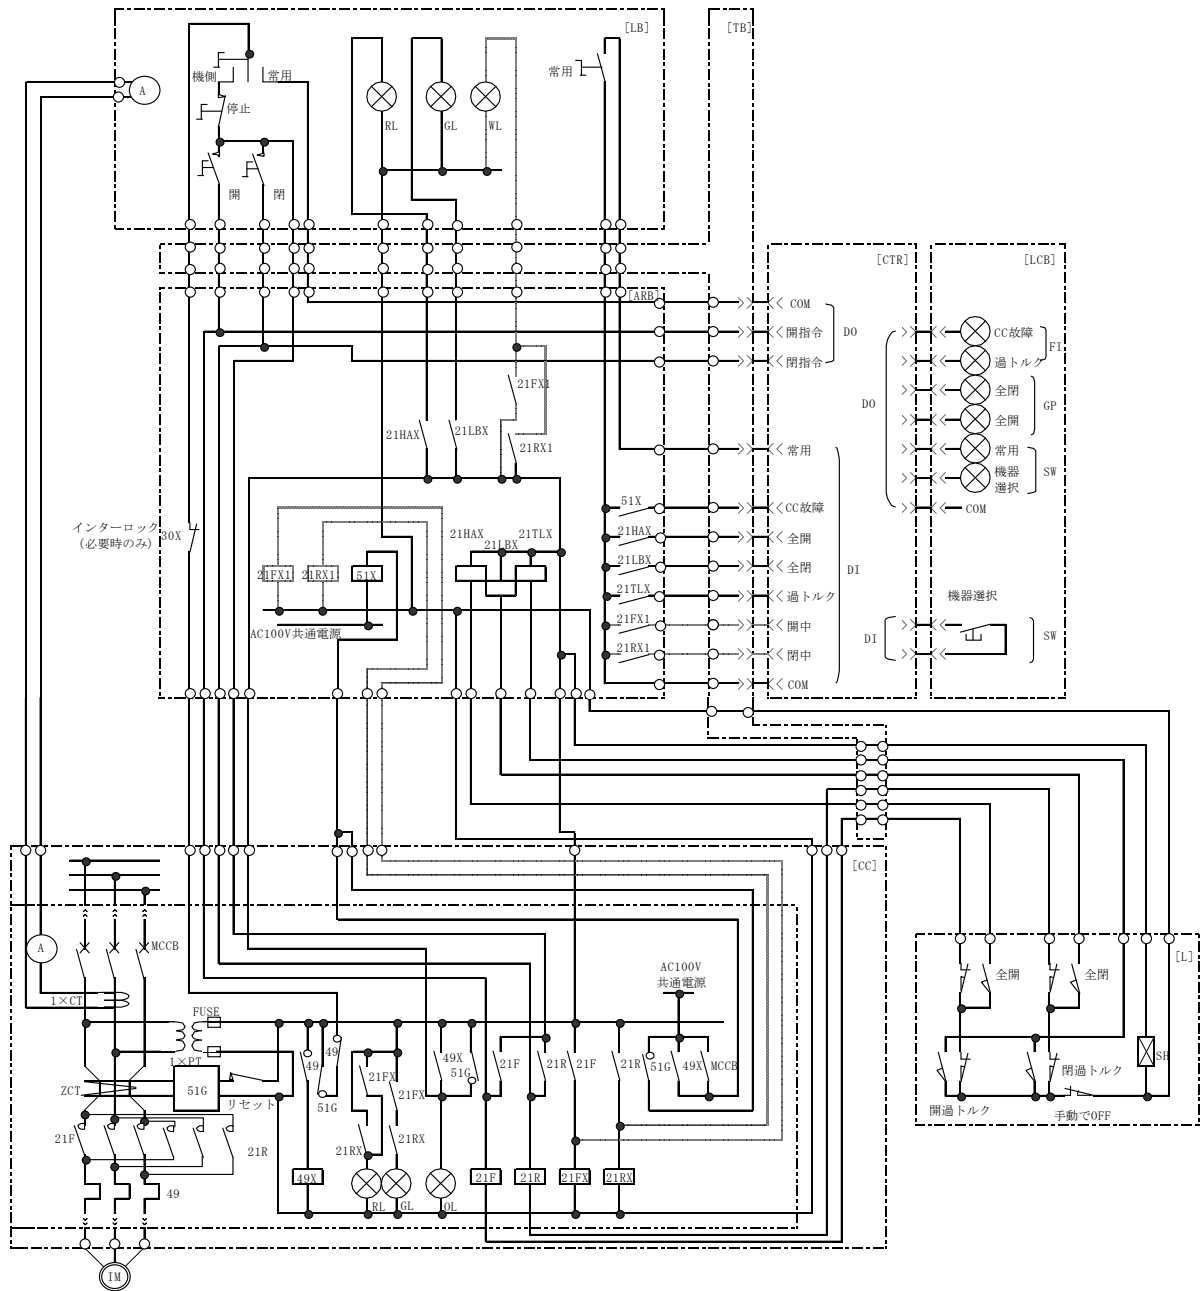 [LB]
[TB]
機側
常用
A
停止
開
閉
RL
GL
WL
常用
[CTR]
[LCB]
[ARB]
COM
開指令
DO
閉指令
CC故障
FI
過トルク
DO
全閉
GP
全開
常用
SW
機器
選択
COM
21FX1
21HAX
21LBX
21RX1
常用
インターロック
(必要時のみ)
30X
51X
CC故障
21HAX
21LBX
21TLX
21HAX
全開
21LBX
全閉
DI
21TLX
過トルク
21FX1
21RX1
51X
AC100V共通電源
21FX1
開中
21RX1
閉中
COM
機器選択
DI
SW
[CC]
[L]
A
MCCB
1×CT
FUSE
1×PT
ZCT
51G
リセット
21F
21R
49
IM
49
49
51G
21FX
21FX
21RX
21RX
49X
51G
21F
21R
21F
21R
51G
49X
MCCB
AC100V
共通電源
49X
RL
GL
OL
21F
21R
21FX
21RX
全開
全閉
SH
開過トルク
閉過トルク
手動でOFF